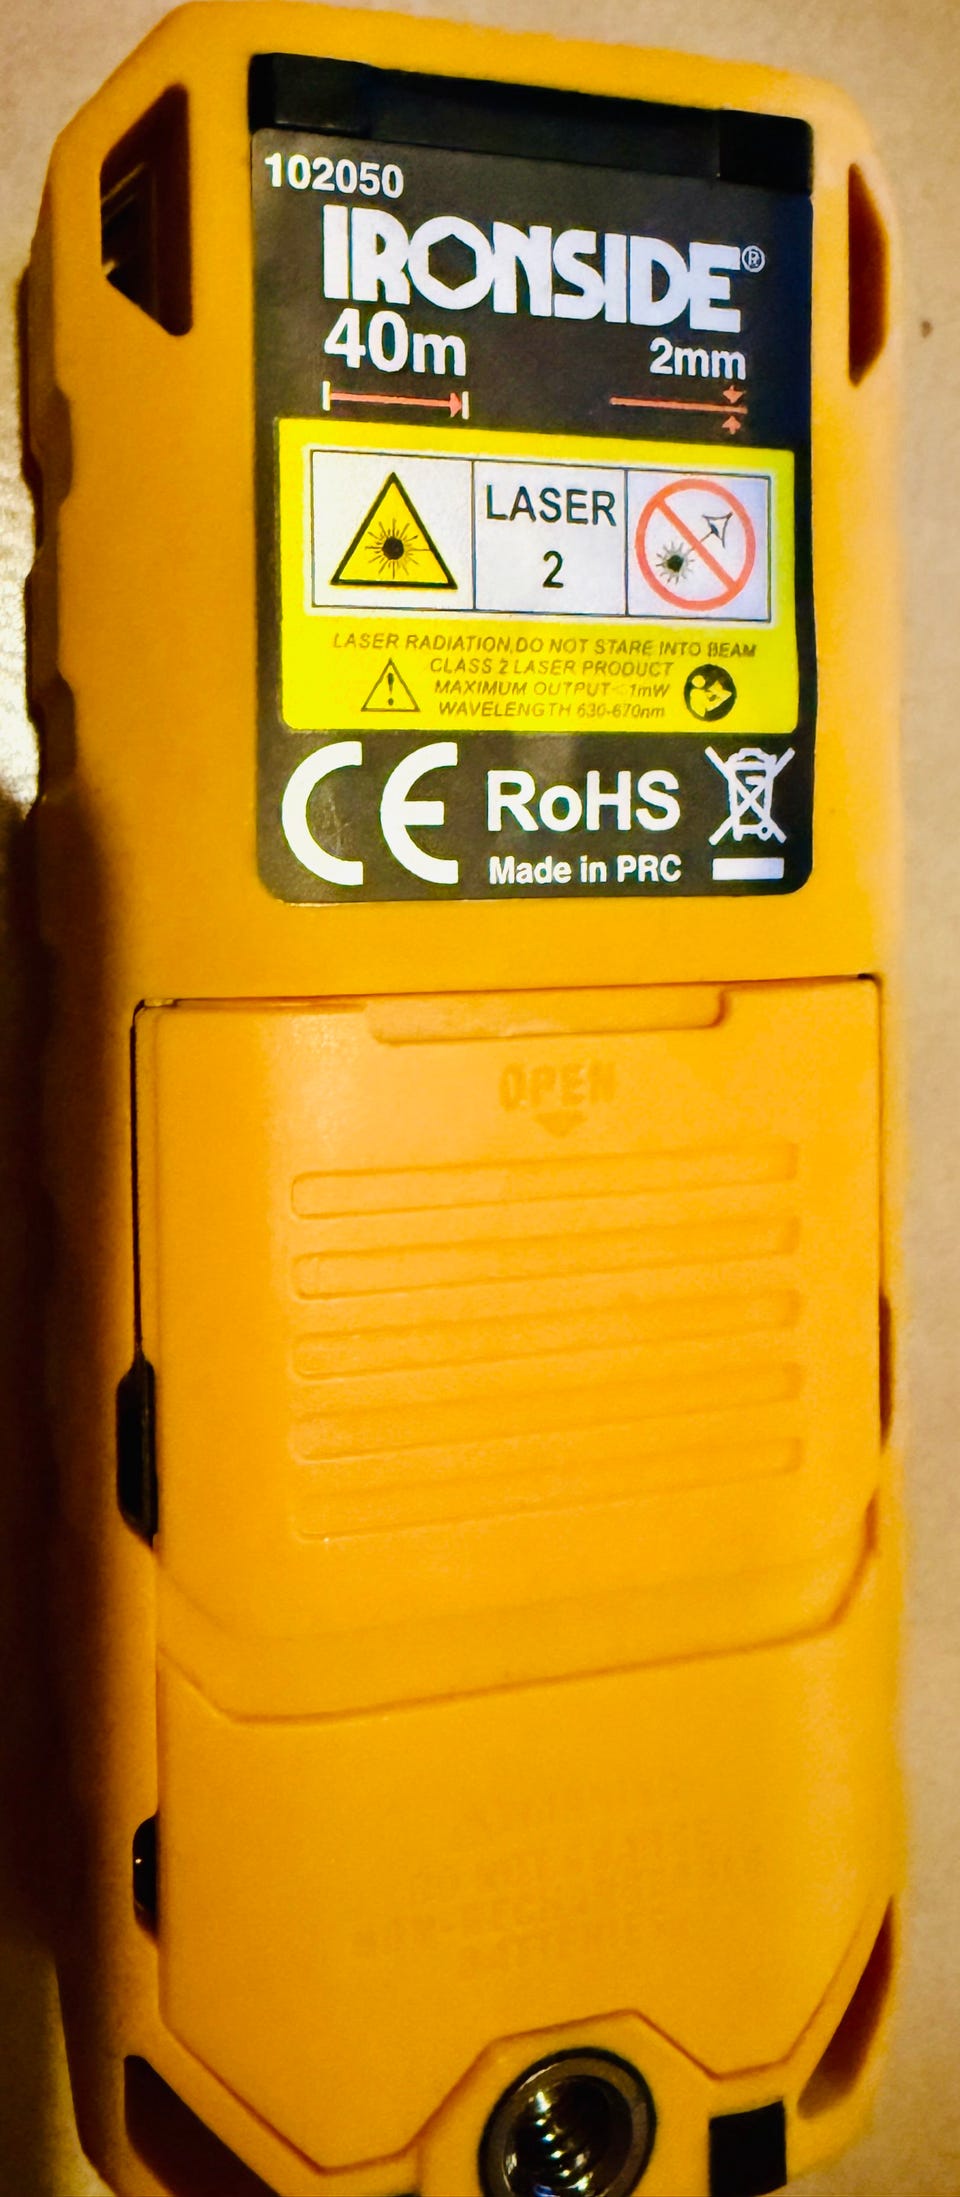 102050
IRONSIDE®
40m 2mm
LASER
2
LASER RADIATION,DO NOT STARE INTO BEAM
CLASS 2 LASER PRODUCT
MAXIMUM OUTPUT<1mW
WAVELENGTH 630-670nm
CE RoHS
Made in PRC
OPEN